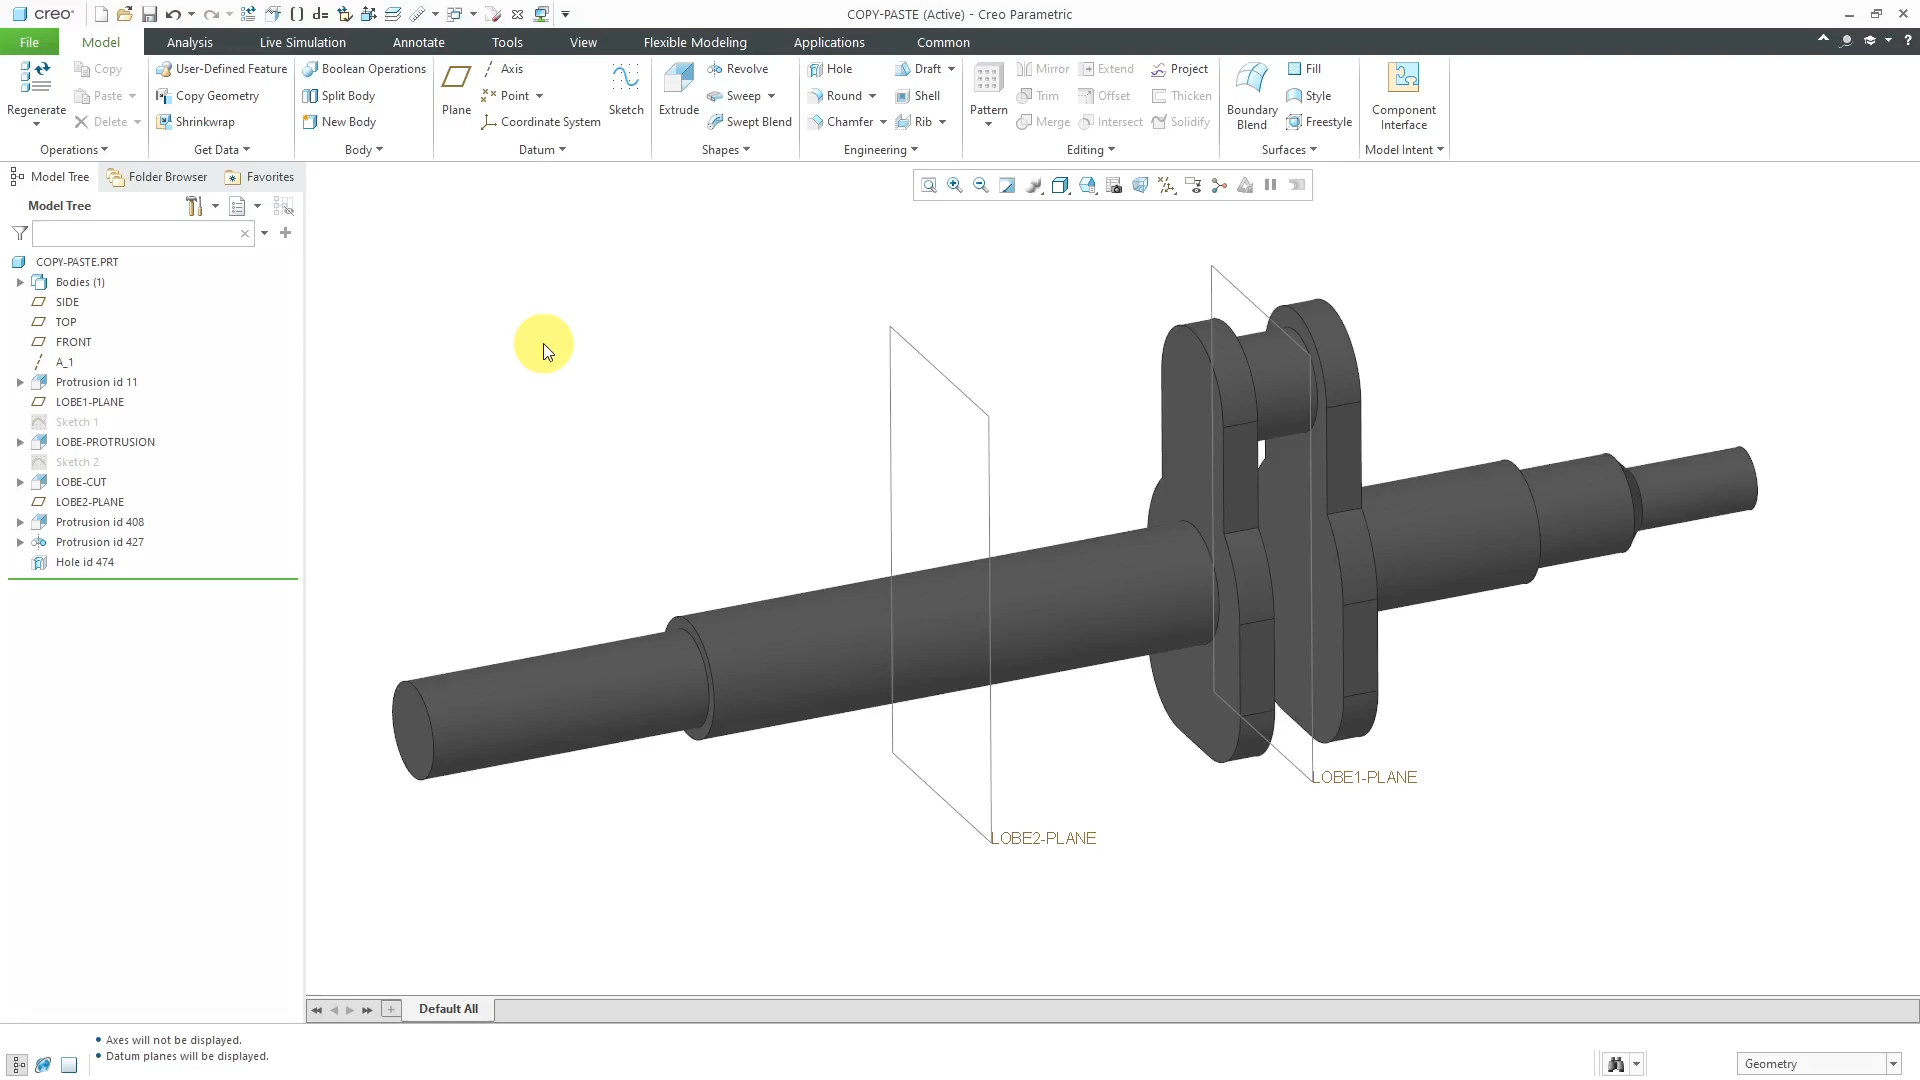 creo
COPY-PASTE (Active) - Creo Parametric
File Model Analysis Live Simulation Annotate Tools View Flexible Modeling Applications Common
Regenerate
Copy
Paste
Delete
Operations
User-Defined Feature
Copy Geometry
Shrinkwrap
Get Data
Boolean Operations
Split Body
New Body
Body
Plane
Axis
Point
Coordinate System
Sketch
Datum
Extrude
Revolve
Sweep
Swept Blend
Shapes
Hole
Round
Chamfer
Draft
Shell
Rib
Engineering
Pattern
Mirror
Trim
Merge
Extend
Offset
Intersect
Project
Thicken
Solidify
Editing
Boundary
Blend
Fill
Style
Freestyle
Surfaces
Component
Interface
Model Intent
Model Tree Folder Browser Favorites
Model Tree
COPY-PASTE.PRT
Bodies (1)
SIDE
TOP
FRONT
A_1
Protrusion id 11
LOBE1-PLANE
Sketch 1
LOBE-PROTRUSION
Sketch 2
LOBE-CUT
LOBE2-PLANE
Protrusion id 408
Protrusion id 427
Hole id 474
LOBE1-PLANE
LOBE2-PLANE
Default All
• Axes will not be displayed.
• Datum planes will be displayed.
Geometry